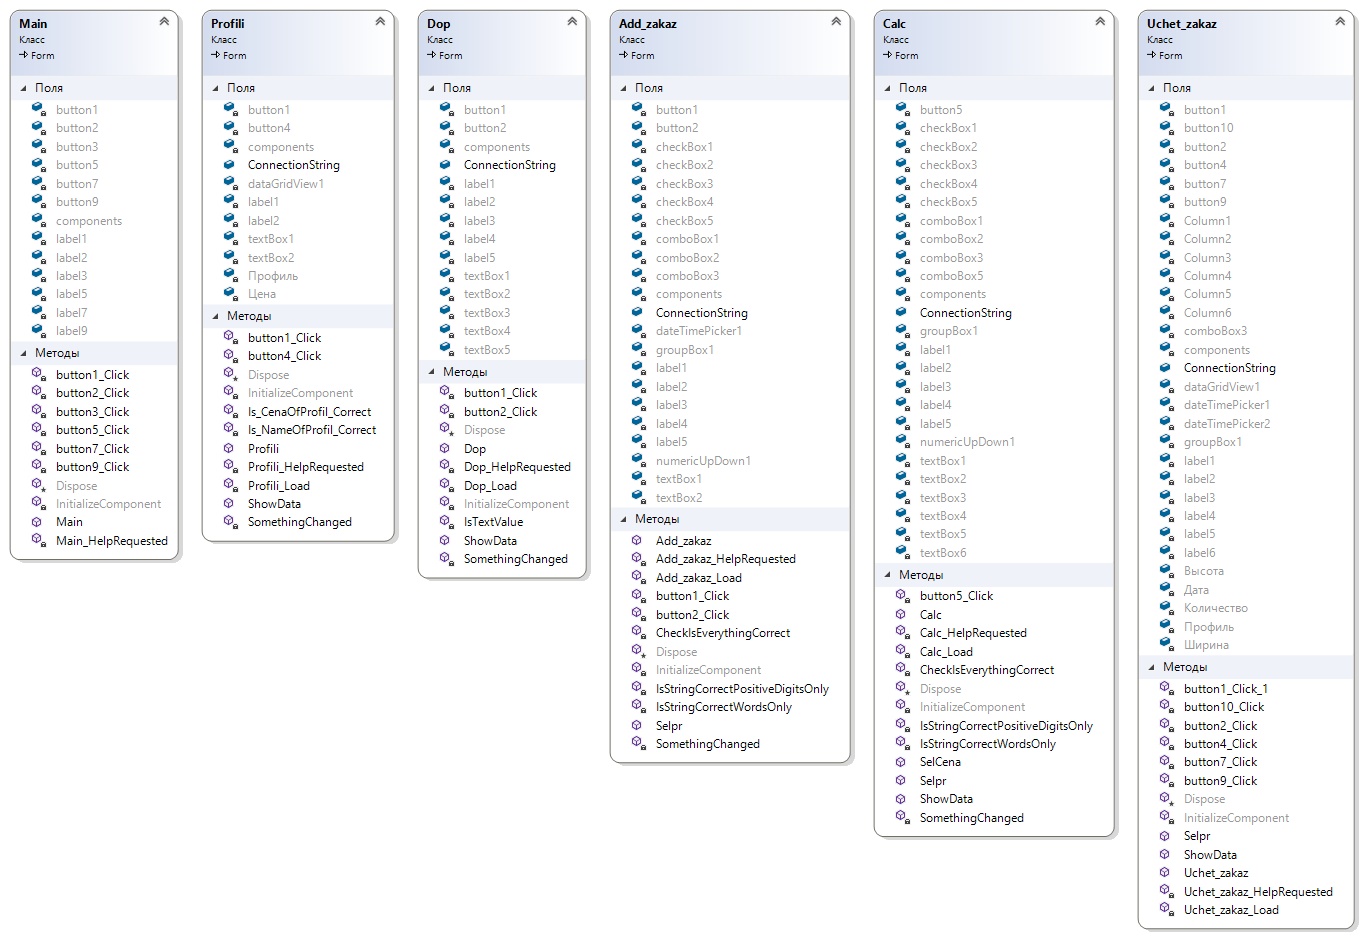 Main
Класс
Form
Поля
button1
button2
button3
button5
button7
button9
components
label1
label2
label3
label5
label7
label9
Методы
button1_Click
button2_Click
button3_Click
button5_Click
button7_Click
button9_Click
Dispose
InitializeComponent
Main
Main_HelpRequested
Profili
Класс
Form
Поля
button1
button4
components
ConnectionString
dataGridView1
label1
label2
textBox1
textBox2
Профиль
Цена
Методы
button1_Click
button4_Click
Dispose
InitializeComponent
Is_CenaOfProfil_Correct
Is_NameOfProfil_Correct
Profili
Profili_HelpRequested
Profili_Load
ShowData
SomethingChanged
Dop
Класс
Form
Поля
button1
button2
components
ConnectionString
label1
label2
label3
label4
label5
textBox1
textBox2
textBox3
textBox4
textBox5
Методы
button1_Click
button2_Click
Dispose
Dop
Dop_HelpRequested
Dop_Load
InitializeComponent
IsTextValue
ShowData
SomethingChanged
Add_zakaz
Класс
Form
Поля
button1
button2
checkBox1
checkBox2
checkBox3
checkBox4
checkBox5
comboBox1
comboBox2
comboBox3
components
ConnectionString
dateTimePicker1
groupBox1
label1
label2
label3
label4
label5
numericUpDown1
textBox1
textBox2
Методы
Add_zakaz
Add_zakaz_HelpRequested
Add_zakaz_Load
button1_Click
button2_Click
CheckIsEverythingCorrect
Dispose
InitializeComponent
IsStringCorrectPositiveDigitsOnly
IsStringCorrectWordsOnly
Selpr
SomethingChanged
Calc
Класс
Form
Поля
button5
checkBox1
checkBox2
checkBox3
checkBox4
checkBox5
comboBox1
comboBox2
comboBox3
comboBox5
components
ConnectionString
groupBox1
label1
label2
label3
label4
label5
numericUpDown1
textBox1
textBox2
textBox3
textBox4
textBox5
textBox6
Методы
button5_Click
Calc
Calc_HelpRequested
Calc_Load
CheckIsEverythingCorrect
Dispose
InitializeComponent
IsStringCorrectPositiveDigitsOnly
IsStringCorrectWordsOnly
SelCena
Selpr
ShowData
SomethingChanged
Uchet_zakaz
Класс
Form
Поля
button1
button10
button2
button4
button7
button9
Column1
Column2
Column3
Column4
Column5
Column6
comboBox3
components
ConnectionString
dataGridView1
dateTimePicker1
dateTimePicker2
groupBox1
label1
label2
label3
label4
label5
label6
Высота
Дата
Количество
Профиль
Ширина
Методы
button1_Click_1
button10_Click
button2_Click
button4_Click
button7_Click
button9_Click
Dispose
InitializeComponent
Selpr
ShowData
Uchet_zakaz
Uchet_zakaz_HelpRequested
Uchet_zakaz_Load